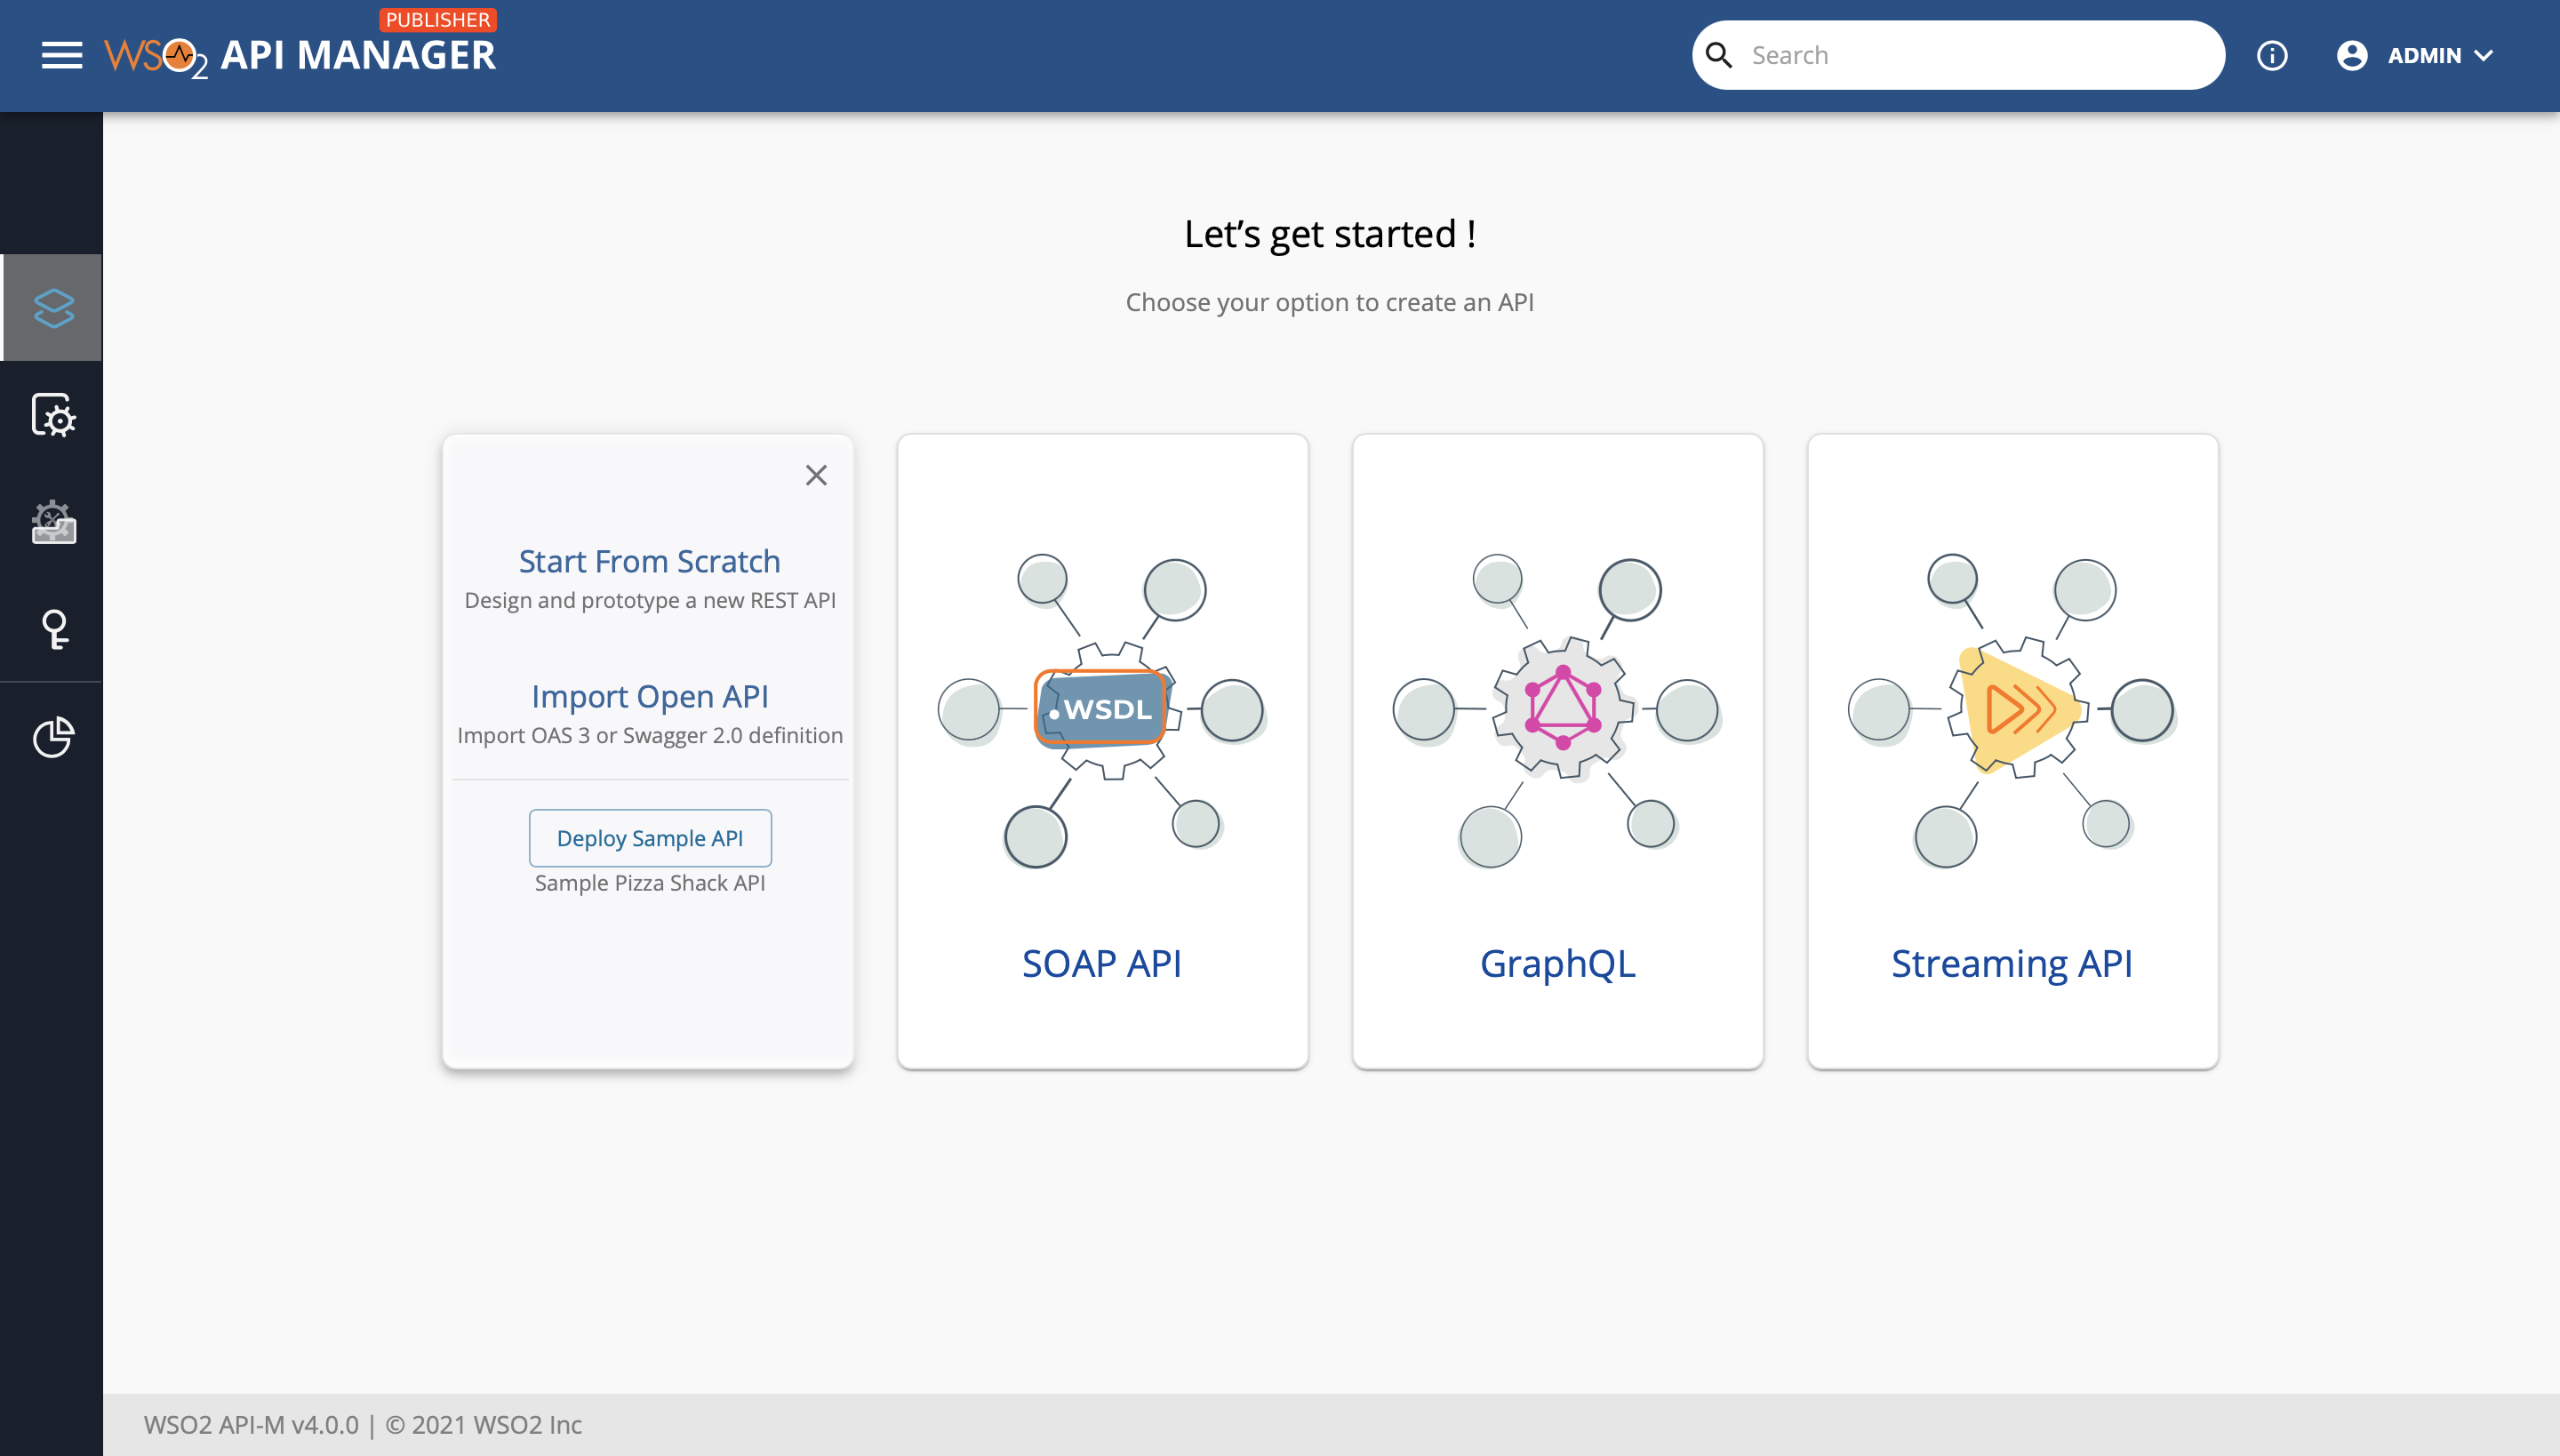 PUBLISHER
WSO2 API MANAGER
Search
ADMIN
Let's get started !
Choose your option to create an API
Start From Scratch
Design and prototype a new REST API
Import Open API
Import OAS 3 or Swagger 2.0 definition
Deploy Sample API
Sample Pizza Shack API
.WSDL
SOAP API
GraphQL
Streaming API
WSO2 API-M v4.0.0 | © 2021 WSO2 Inc